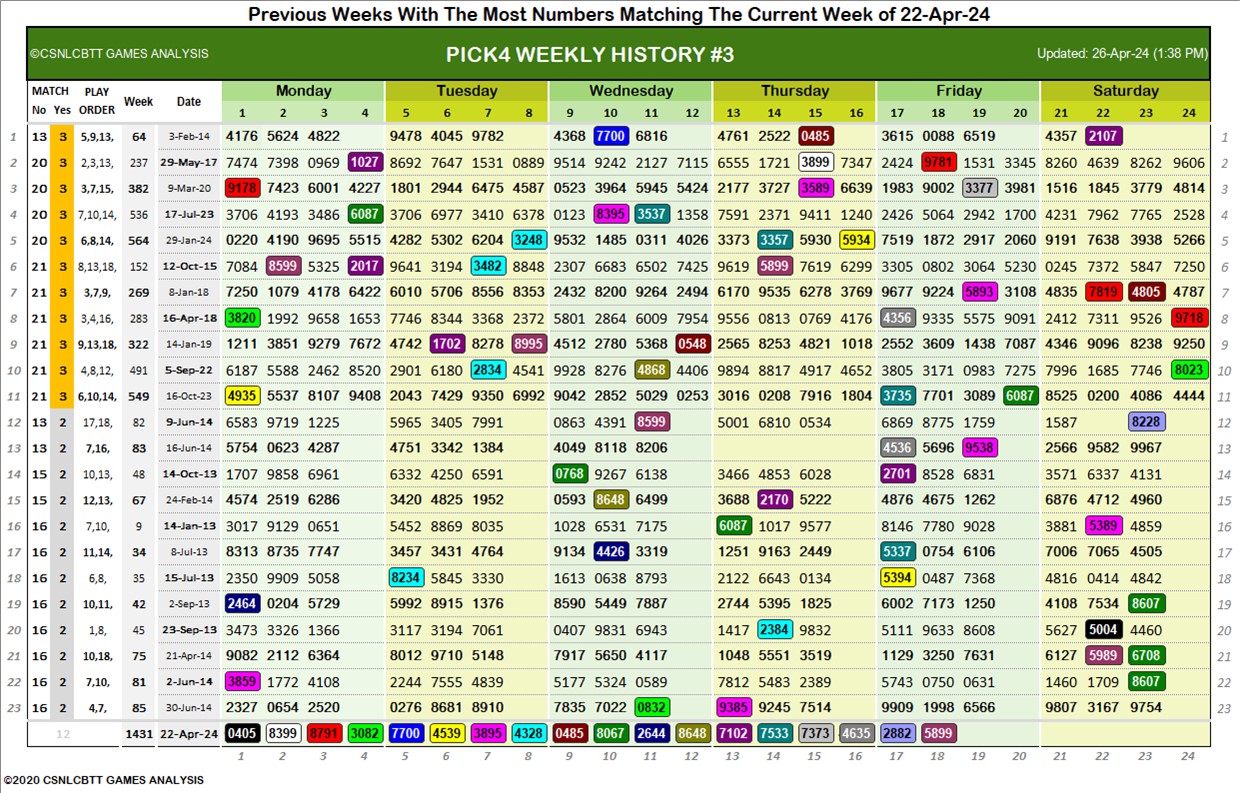 Previous Weeks With The Most Numbers Matching The Current Week of 22-Apr-24
©CSNLCBTT GAMES ANALYSIS PICK4 WEEKLY HISTORY #3 Updated: 26-Apr-24 (1:38 PM)
MATCH PLAY Week Date Monday Tuesday Wednesday Thursday Friday Saturday
No Yes ORDER 1 2 3 4 5 6 7 8 9 10 11 12 13 14 15 16 17 18 19 20 21 22 23 24
1 13 3 5,9,13, 64 3-Feb-14 4176 5624 4822 9478 4045 9782 4368 7700 6816 4761 2522 0485 3615 0088 6519 4357 2107 1
2 20 3 2,3,13, 237 29-May-17 7474 7398 0969 1027 8692 7647 1531 0889 9514 9242 2127 7115 6555 1721 3899 7347 2424 9781 1531 3345 8260 4639 8262 9606 2
3 20 3 3,7,15, 382 9-Mar-20 9178 7423 6001 4227 1801 2944 6475 4587 0523 3964 5945 5424 2177 3727 3589 6639 1983 9002 3377 3981 1516 1845 3779 4814 3
4 20 3 7,10,14, 536 17-Jul-23 3706 4193 3486 6087 3706 6977 3410 6378 0123 8395 3537 1358 7591 2371 9411 1240 2426 5064 2942 1700 4231 7962 7765 2528 4
5 20 3 6,8,14, 564 29-Jan-24 0220 4190 9695 5515 4282 5302 6204 3248 9532 1485 0311 4026 3373 3357 5930 5934 7519 1872 2917 2060 9191 7638 3938 5266 5
6 21 3 8,13,18, 152 12-Oct-15 7084 8599 5325 2017 9641 3194 3482 8848 2307 6683 6502 7425 9619 5899 7619 6299 3305 0802 3064 5230 0245 7372 5847 7250 6
7 21 3 3,7,9, 269 8-Jan-18 7250 1079 4178 6422 6010 5706 8556 8353 2432 8200 9264 2494 6170 9535 6278 3769 9677 9224 5893 3108 4835 7819 4805 4787 7
8 21 3 3,4,16, 283 16-Apr-18 3820 1992 9658 1653 7746 8344 3368 2372 5801 2864 6009 7954 9556 0813 0769 4176 4356 9335 5575 9091 2412 7311 9526 9718 8
9 21 3 9,13,18, 322 14-Jan-19 1211 3851 9279 7672 4742 1702 8278 8995 4512 2780 5368 0548 2565 8253 4821 1018 2552 3609 1438 7087 4346 9096 8238 9250 9
10 21 3 4,8,12, 491 5-Sep-22 6187 5588 2462 8520 2901 6180 2834 4541 9928 8276 4868 4406 9894 8817 4917 4652 3805 3171 0983 7275 7996 1685 7746 8023 10
11 21 3 6,10,14, 549 16-Oct-23 4935 5537 8107 9408 2043 7429 9350 6992 9042 2852 5029 0253 3016 0208 7916 1804 3735 7701 3089 6087 8525 0200 4086 4444 11
12 13 2 17,18, 82 9-Jun-14 6583 9719 1225 5965 3405 7991 0863 4391 8599 5001 6810 0534 6869 8775 1759 1587 8228 12
13 13 2 7,16, 83 16-Jun-14 5754 0623 4287 4751 3342 1384 4049 8118 8206 4536 5696 9538 2566 9582 9967 13
14 15 2 10,13, 48 14-Oct-13 1707 9858 6961 6332 4250 6591 0768 9267 6138 3466 4853 6028 2701 8528 6831 3571 6337 4131 14
15 15 2 12,13, 67 24-Feb-14 4574 2519 6286 3420 4825 1952 0593 8648 6499 3688 2170 5222 4876 4675 1262 6826 4712 4960 15
16 16 2 7,10, 9 14-Jan-13 3017 9129 0651 5452 8869 8035 1028 6531 7175 6087 1017 9577 8146 7780 9028 3881 5389 4859 16
17 16 2 11,14, 34 8-Jul-13 8313 8735 7747 3457 3431 4764 9134 4426 3319 1251 9163 2449 5337 0754 6106 7006 7065 4505 17
18 16 2 6,8, 35 15-Jul-13 2350 9909 5058 8234 5845 3330 1613 0638 8793 2122 6643 0134 5394 0487 7368 4816 0414 4842 18
19 16 2 10,11, 42 2-Sep-13 2464 0204 5729 5992 8915 1376 8590 5449 7887 2744 5395 1825 6002 7173 1250 4108 7534 8607 19
20 16 2 1,8, 45 23-Sep-13 3473 3326 1366 3117 3194 7061 0407 9831 6943 1417 2384 9832 5111 9633 8608 5627 5004 4460 20
21 16 2 10,18, 75 21-Apr-14 9082 2112 6364 8012 9710 5148 7917 5650 4117 1048 5551 3519 1129 3250 7631 6127 5989 6708 21
22 16 2 7,10, 81 2-Jun-14 3859 1772 4108 2244 7555 4839 5177 5324 0589 7812 5483 2389 5743 0750 0631 1460 1709 8607 22
23 16 2 4,7, 85 30-Jun-14 2327 0654 2520 0276 8681 8910 7835 7022 0832 9385 9245 7514 9909 1998 6566 9807 3167 9754 23
12 1431 22-Apr-24 0405 8399 8791 3082 7700 4539 3895 4328 0485 8067 2644 8648 7102 7533 7373 4635 2882 5899
1 2 3 4 5 6 7 8 9 10 11 12 13 14 15 16 17 18 19 20 21 22 23 24
©2020 CSNLCBTT GAMES ANALYSIS